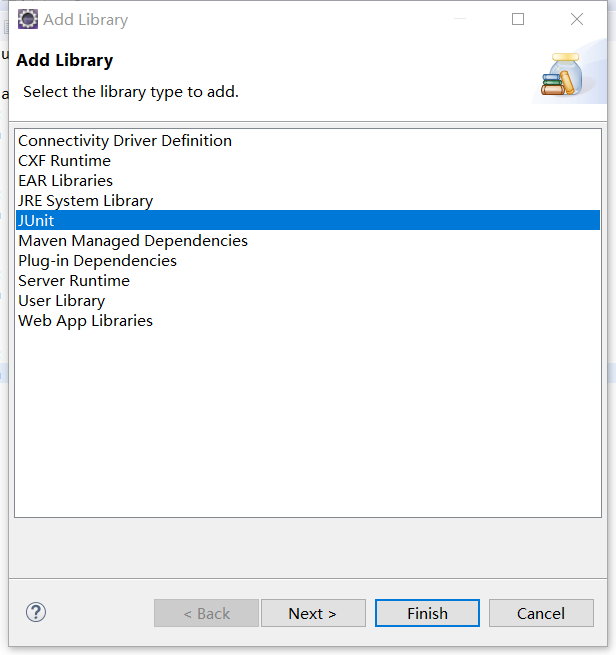 Add Library
Add Library
Select the library type to add.
Connectivity Driver Definition
CXF Runtime
EAR Libraries
JRE System Library
JUnit
Maven Managed Dependencies
Plug-in Dependencies
Server Runtime
User Library
Web App Libraries
?
< Back
Next >
Finish
Cancel